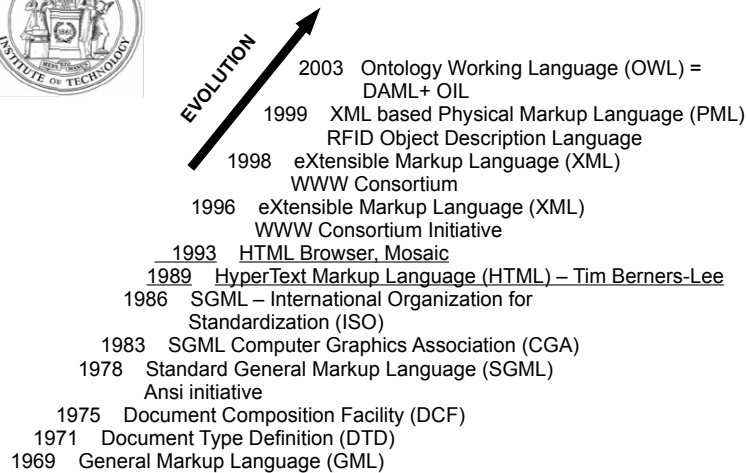 1861
MENS ET MANUS
INSTITUTE OF TECHNOLOGY
EVOLUTION
2003 Ontology Working Language (OWL) =
DAML+ OIL
1999 XML based Physical Markup Language (PML)
RFID Object Description Language
1998 eXtensible Markup Language (XML)
WWW Consortium
1996 eXtensible Markup Language (XML)
WWW Consortium Initiative
1993 HTML Browser, Mosaic
1989 HyperText Markup Language (HTML) – Tim Berners-Lee
1986 SGML – International Organization for
Standardization (ISO)
1983 SGML Computer Graphics Association (CGA)
1978 Standard General Markup Language (SGML)
Ansi initiative
1975 Document Composition Facility (DCF)
1971 Document Type Definition (DTD)
1969 General Markup Language (GML)